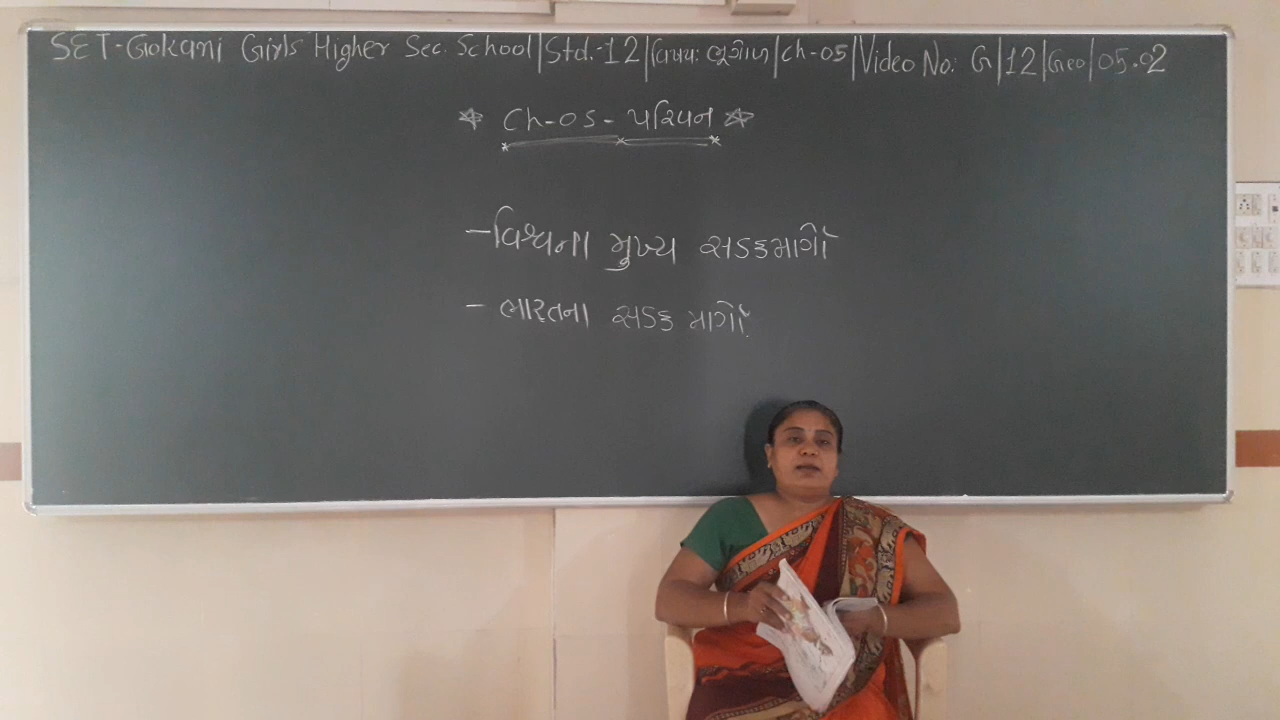 SET-Gokani Girls Higher Sec. School|Std.-12|વિષય: ભૂગોળ|Ch-05|Video No: G|12|Geo|05.02
* Ch-05- પરિવહન *
-વિશ્વના મુખ્ય સડકમાર્ગો
- ભારતના સડક માર્ગો